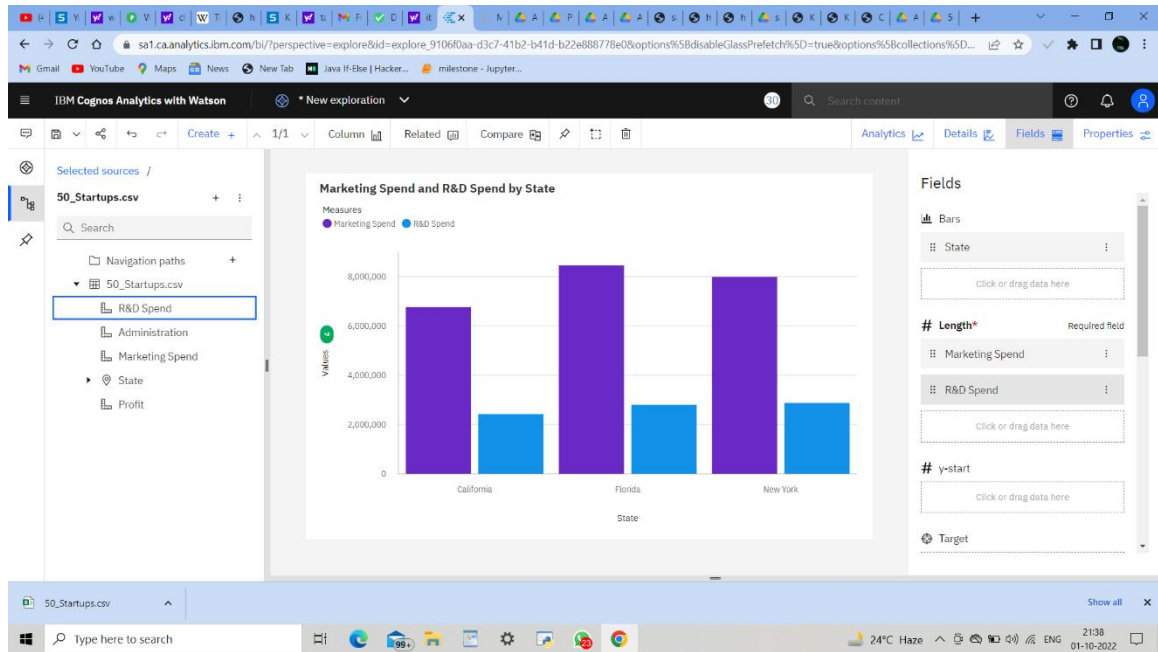 sa1.ca.analytics.ibm.com/bi/?perspective=explore&id=explore_9106f0aa-d3c7-41b2-b41d-b22e888778e0&options%5BdisableGlassPrefetch%5D=true&options%5Bcollections%5D...
Gmail YouTube Maps News New Tab Java If-Else | Hacker... milestone - Jupyter...
IBM Cognos Analytics with Watson * New exploration 30 Search content
Create + 1/1 Column Related Compare Analytics Details Fields Properties
Selected sources /
50_Startups.csv
Search
Navigation paths
50_Startups.csv
R&D Spend
Administration
Marketing Spend
State
Profit
Marketing Spend and R&D Spend by State
Measures
Marketing Spend R&D Spend
8,000,000
6,000,000
4,000,000
2,000,000
0
Values
California Florida New York
State
Fields
Bars
State
Click or drag data here
# Length* Required field
Marketing Spend
R&D Spend
Click or drag data here
# y-start
Click or drag data here
Target
50_Startups.csv Show all
Type here to search 99+ 23 24°C Haze ENG 21:38
01-10-2022